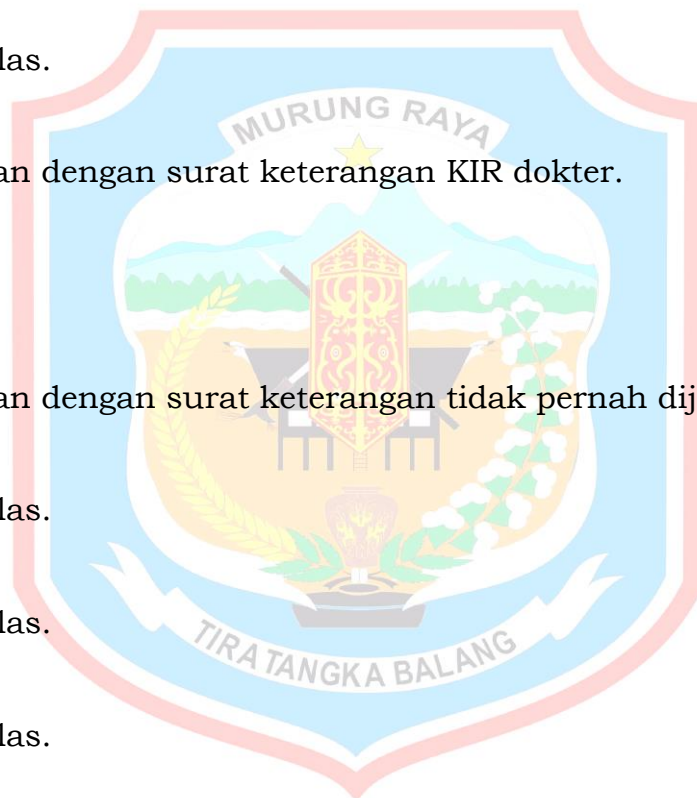 las.
MURUNG RAYA
an dengan surat keterangan KIR dokter.
an dengan surat keterangan tidak pernah dij
las.
las.
TIRA TANGKA BALANG
las.